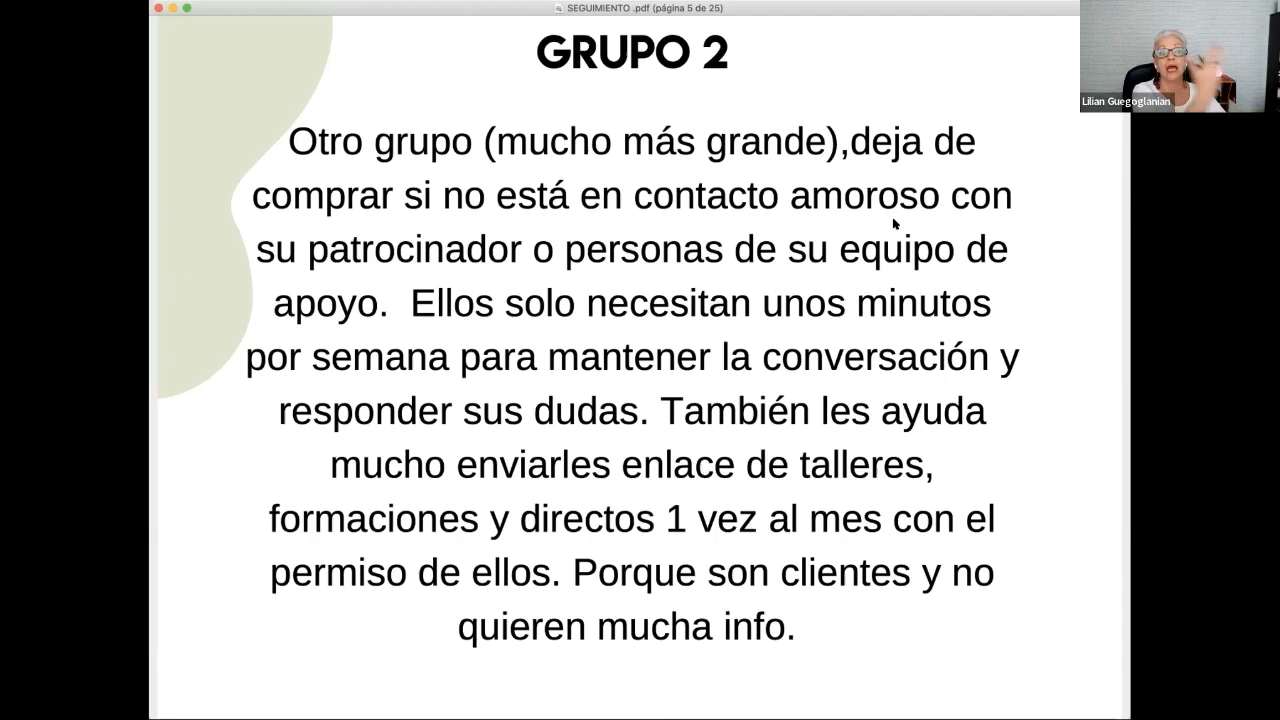 SEGUIMIENTO .pdf (página 5 de 25)
GRUPO 2
Lilian Guegoglanian
Otro grupo (mucho más grande),deja de
comprar si no está en contacto amoroso con
su patrocinador o personas de su equipo de
apoyo.  Ellos solo necesitan unos minutos
por semana para mantener la conversación y
responder sus dudas. También les ayuda
mucho enviarles enlace de talleres,
formaciones y directos 1 vez al mes con el
permiso de ellos. Porque son clientes y no
quieren mucha info.